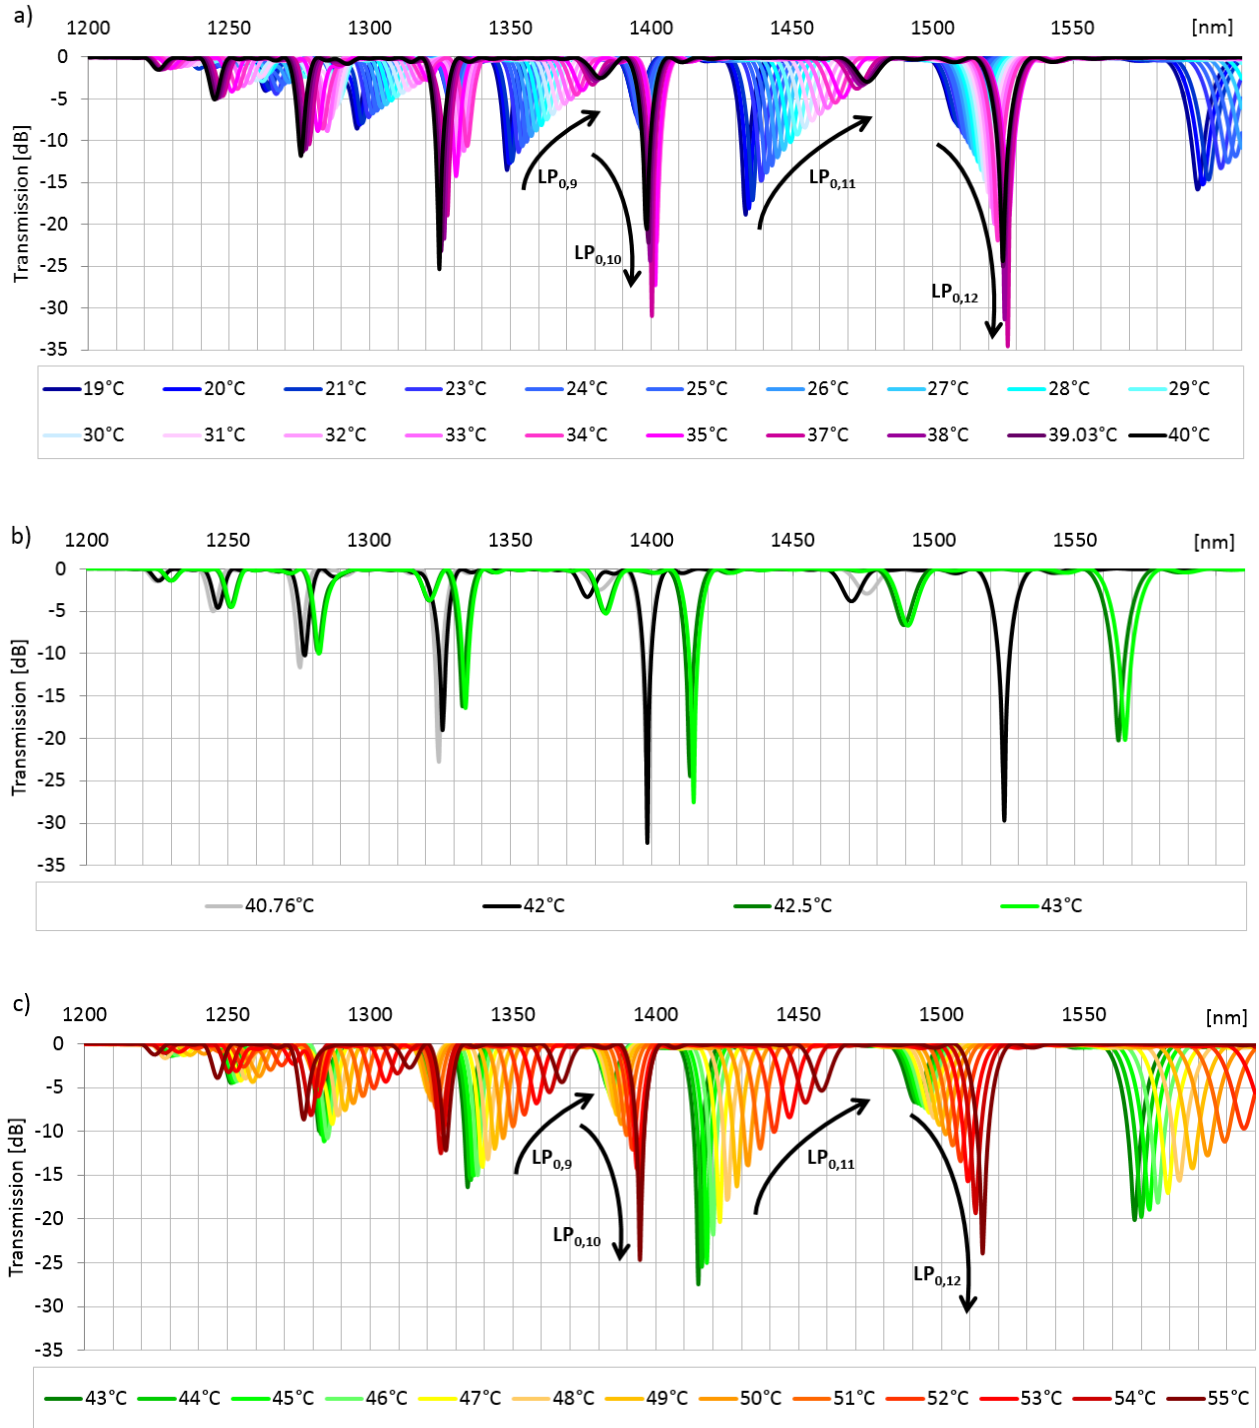 a)
1200 1250 1300 1350 1400 1450 1500 1550 [nm]
0
-5
-10
-15
-20
-25
-30
-35
Transmission [dB]
LP0,9
LP0,10
LP0,11
LP0,12
19°C 20°C 21°C 23°C 24°C 25°C 26°C 27°C 28°C 29°C
30°C 31°C 32°C 33°C 34°C 35°C 37°C 38°C 39.03°C 40°C
b)
1200 1250 1300 1350 1400 1450 1500 1550 [nm]
0
-5
-10
-15
-20
-25
-30
-35
Transmission [dB]
40.76°C 42°C 42.5°C 43°C
c)
1200 1250 1300 1350 1400 1450 1500 1550 [nm]
0
-5
-10
-15
-20
-25
-30
-35
Transmission [dB]
LP0,9
LP0,10
LP0,11
LP0,12
43°C 44°C 45°C 46°C 47°C 48°C 49°C 50°C 51°C 52°C 53°C 54°C 55°C